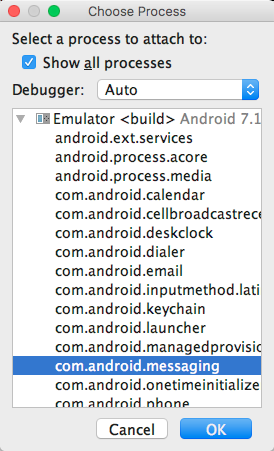 Choose Process
Select a process to attach to:
Show all processes
Debugger: Auto
Emulator <build> Android 7.1
android.ext.services
android.process.acore
android.process.media
com.android.calendar
com.android.cellbroadcastrece
com.android.deskclock
com.android.dialer
com.android.email
com.android.inputmethod.lati
com.android.keychain
com.android.launcher
com.android.managedprovisio
com.android.messaging
com.android.onetimeinitialize
com.android.phone
Cancel OK